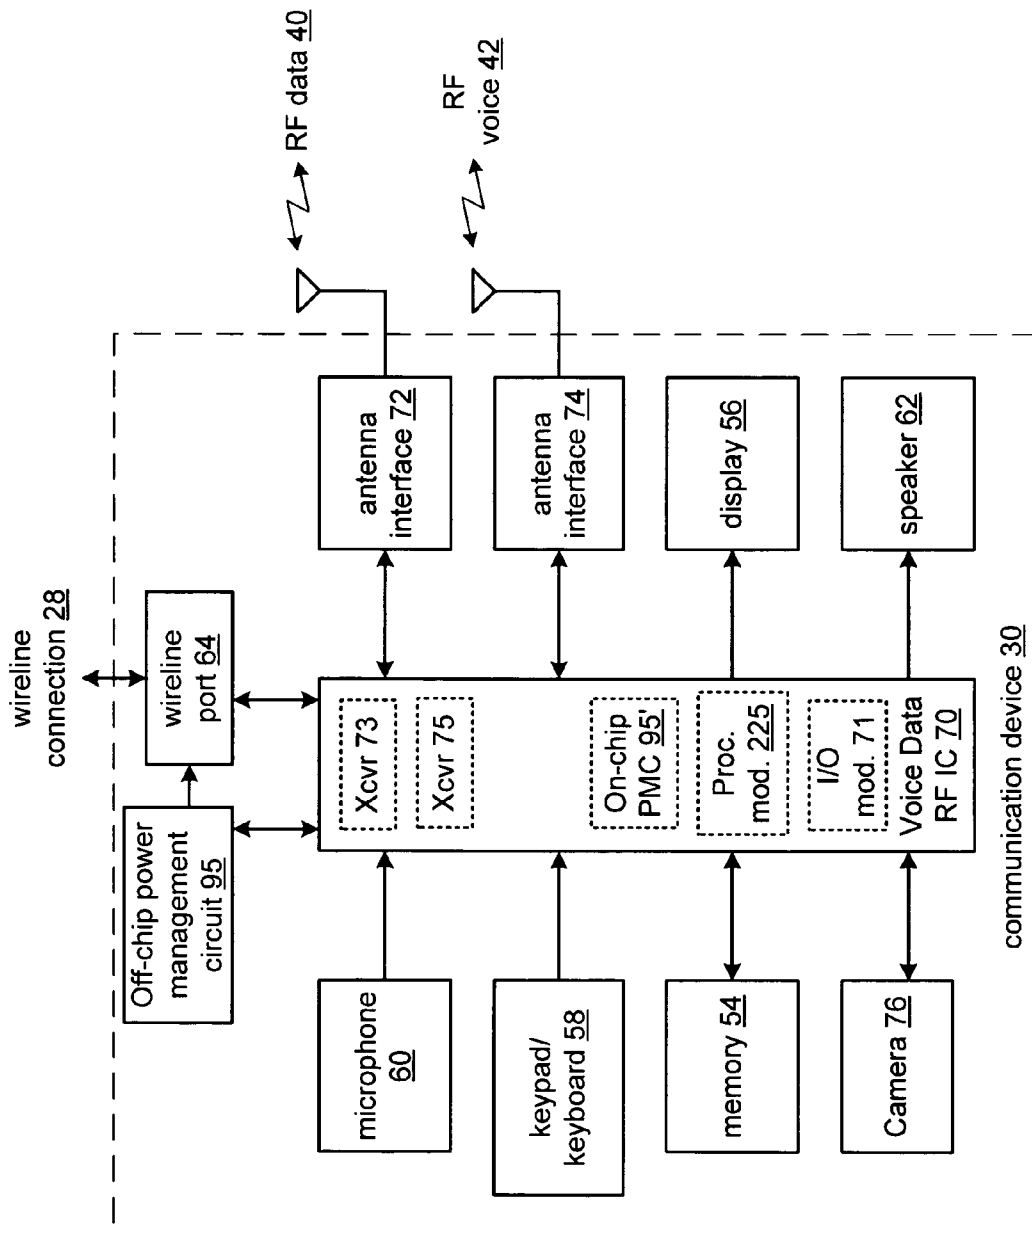 wireline
connection 28
RF data 40
RF
voice 42
Off-chip power
management
circuit 95
wireline
port 64
microphone
60
keypad/
keyboard 58
memory 54
Camera 76
Xcvr 73
Xcvr 75
On-chip
PMC 95'
Proc.
mod. 225
I/O
mod. 71
Voice Data
RF IC 70
antenna
interface 72
antenna
interface 74
display 56
speaker 62
communication device 30